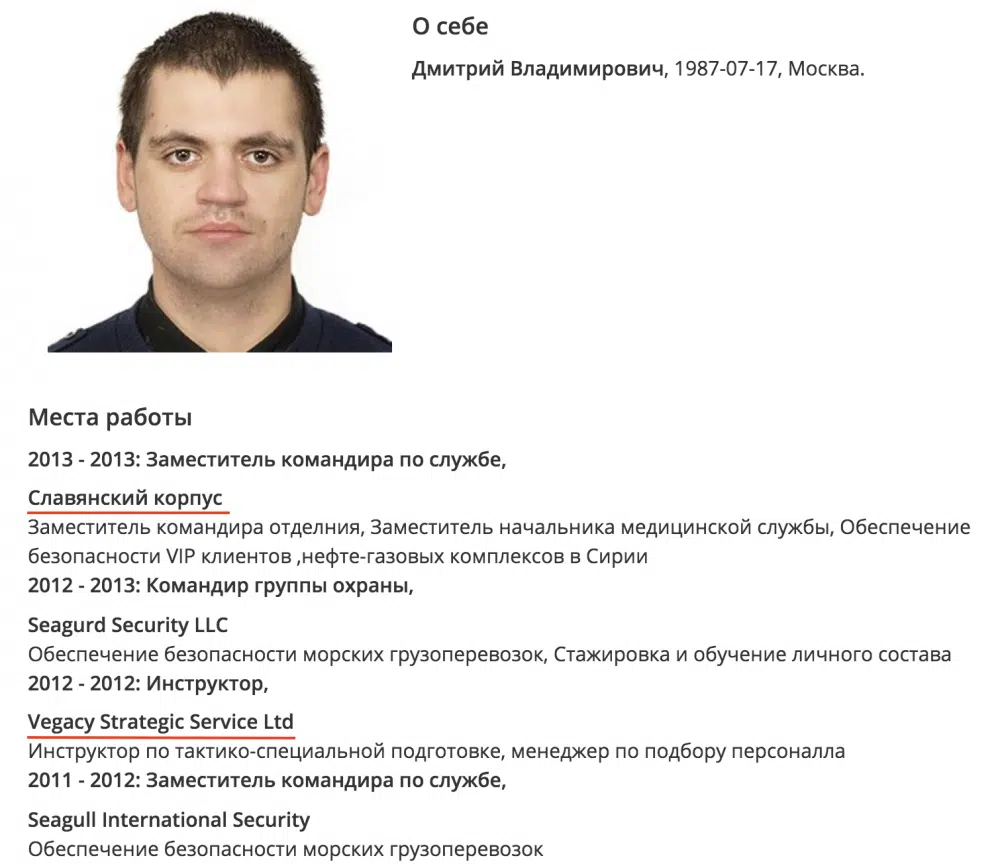 О себе
Дмитрий Владимирович, 1987-07-17, Москва.
Места работы
2013 - 2013: Заместитель командира по службе,
Славянский корпус
Заместитель командира отделния, Заместитель начальника медицинской службы, Обеспечение
безопасности VIP клиентов ,нефте-газовых комплексов в Сирии
2012 - 2013: Командир группы охраны,
Seagurd Security LLC
Обеспечение безопасности морских грузоперевозок, Стажировка и обучение личного состава
2012 - 2012: Инструктор,
Vegacy Strategic Service Ltd
Инструктор по тактико-специальной подготовке, менеджер по подбору персоналла
2011 - 2012: Заместитель командира по службе,
Seagull International Security
Обеспечение безопасности морских грузоперевозок